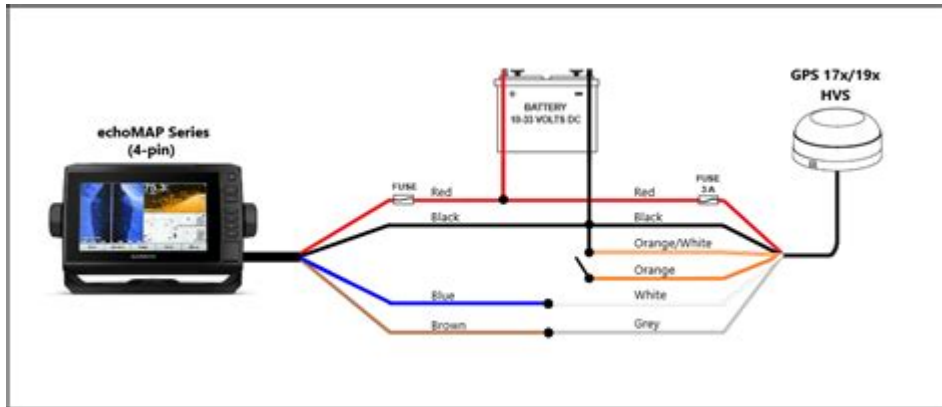 GPS 17x/19x
HVS
BATTERY
10-33 VOLTS DC
echoMAP Series
(4-pin)
FUSE
Red
Red
FUSE
3 A
Black
Black
Orange/White
Orange
Blue
White
Brown
Grey
GARMIN